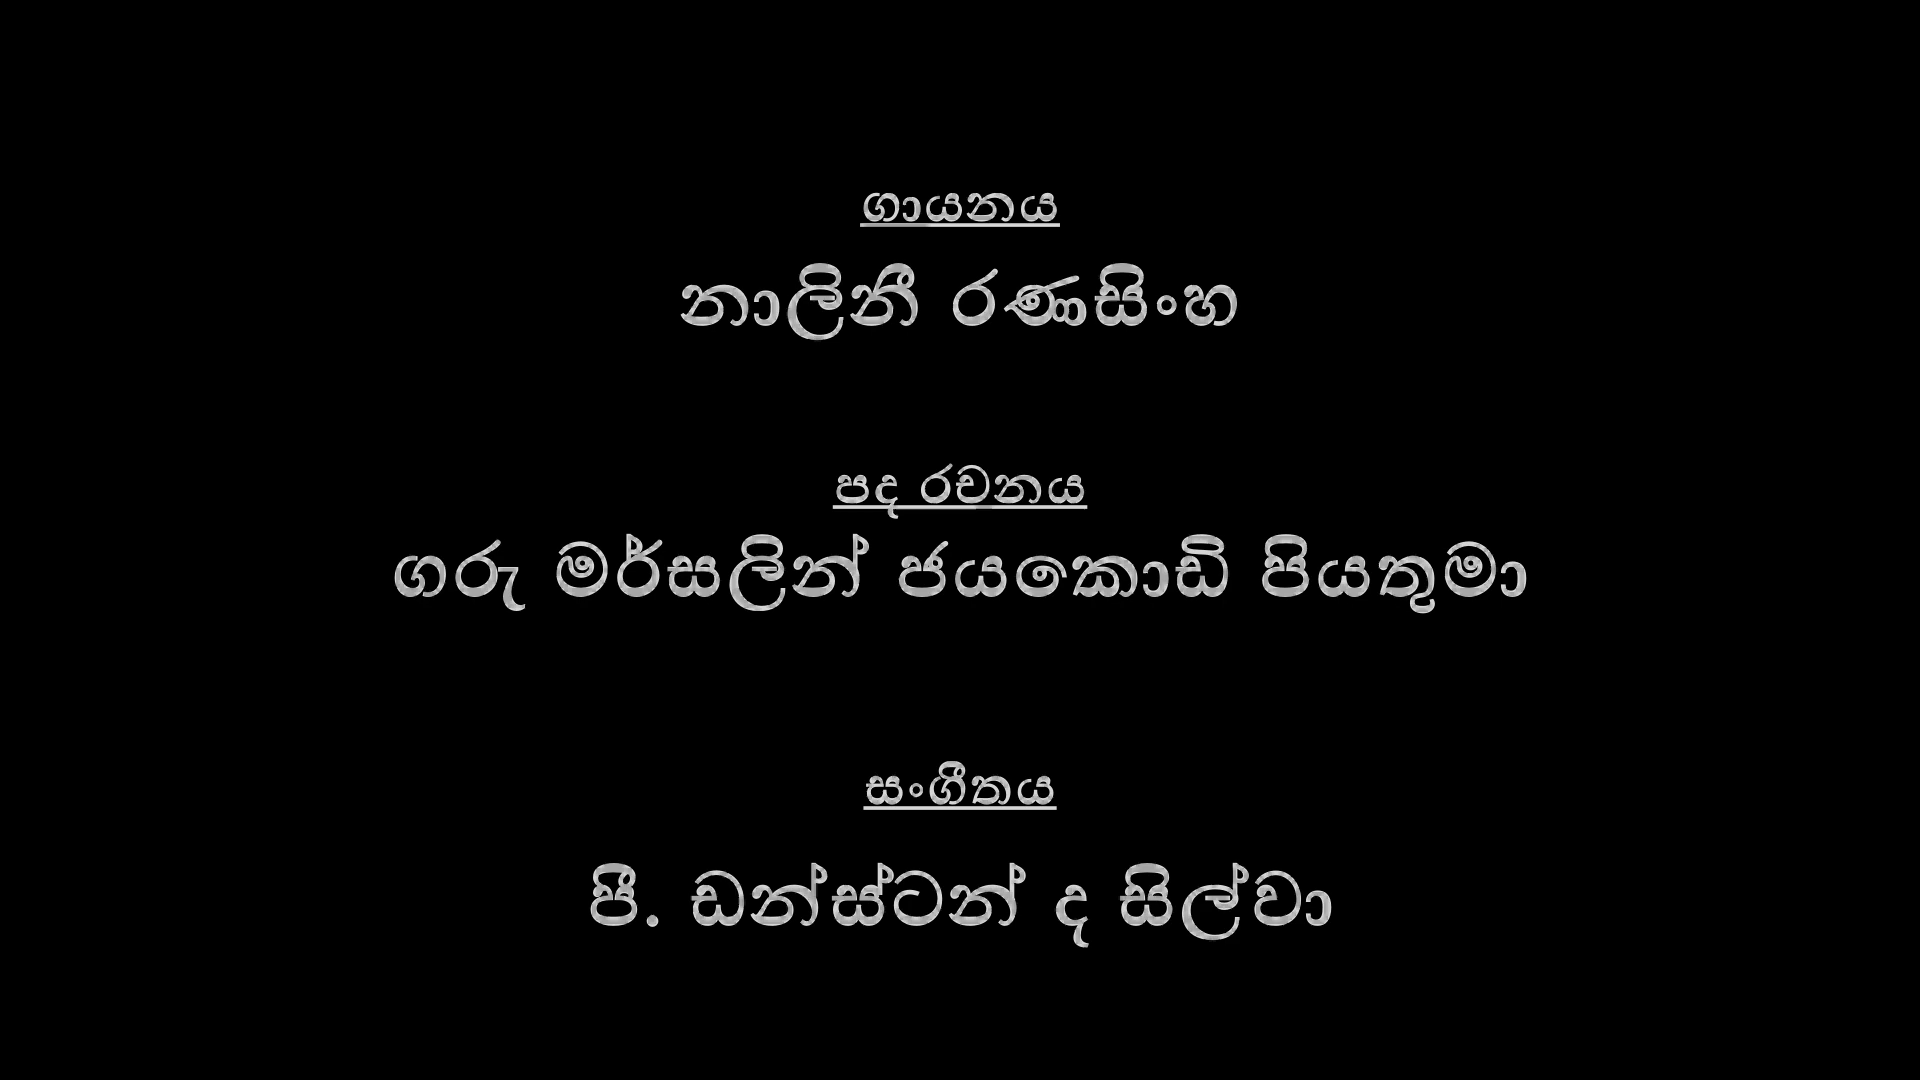 ගායනය
නාලිනී රණසිංහ
පද රචනය
ගරු මර්සලින් ජයකොඩි පියතුමා
සංගීතය
පී. ඩන්ස්ටන් ද සිල්වා